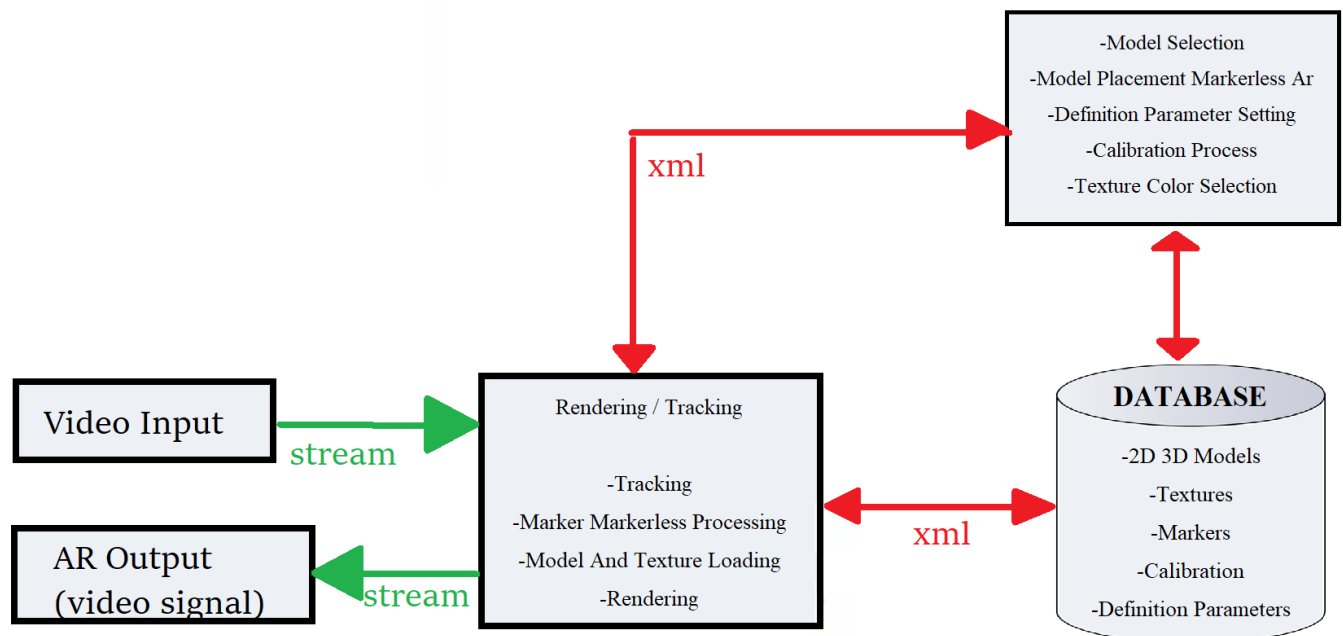 -Model Selection
-Model Placement Markerless Ar
-Definition Parameter Setting
-Calibration Process
-Texture Color Selection
xml
Video Input
stream
AR Output
(video signal)
stream
Rendering / Tracking
-Tracking
-Marker Markerless Processing
-Model And Texture Loading
-Rendering
xml
DATABASE
-2D 3D Models
-Textures
-Markers
-Calibration
-Definition Parameters